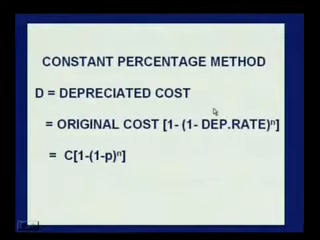 CONSTANT PERCENTAGE METHOD
D = DEPRECIATED COST
= ORIGINAL COST [1- (1- DEP.RATE)ⁿ]
= C[1-(1-p)ⁿ]